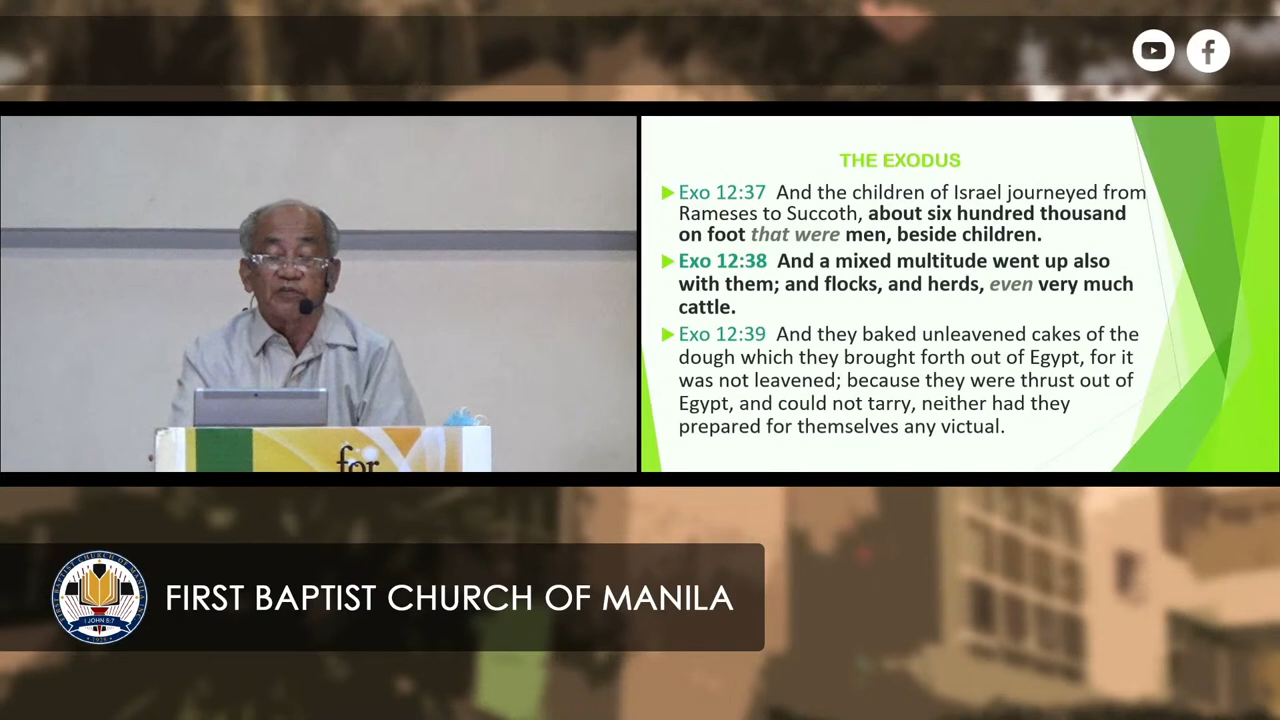 THE EXODUS
Exo 12:37 And the children of Israel journeyed from
Rameses to Succoth, about six hundred thousand
on foot that were men, beside children.
Exo 12:38 And a mixed multitude went up also
with them; and flocks, and herds, even very much
cattle.
Exo 12:39 And they baked unleavened cakes of the
dough which they brought forth out of Egypt, for it
was not leavened; because they were thrust out of
Egypt, and could not tarry, neither had they
prepared for themselves any victual.
for
FIRST BAPTIST CHURCH OF MANILA
I JOHN 5:7